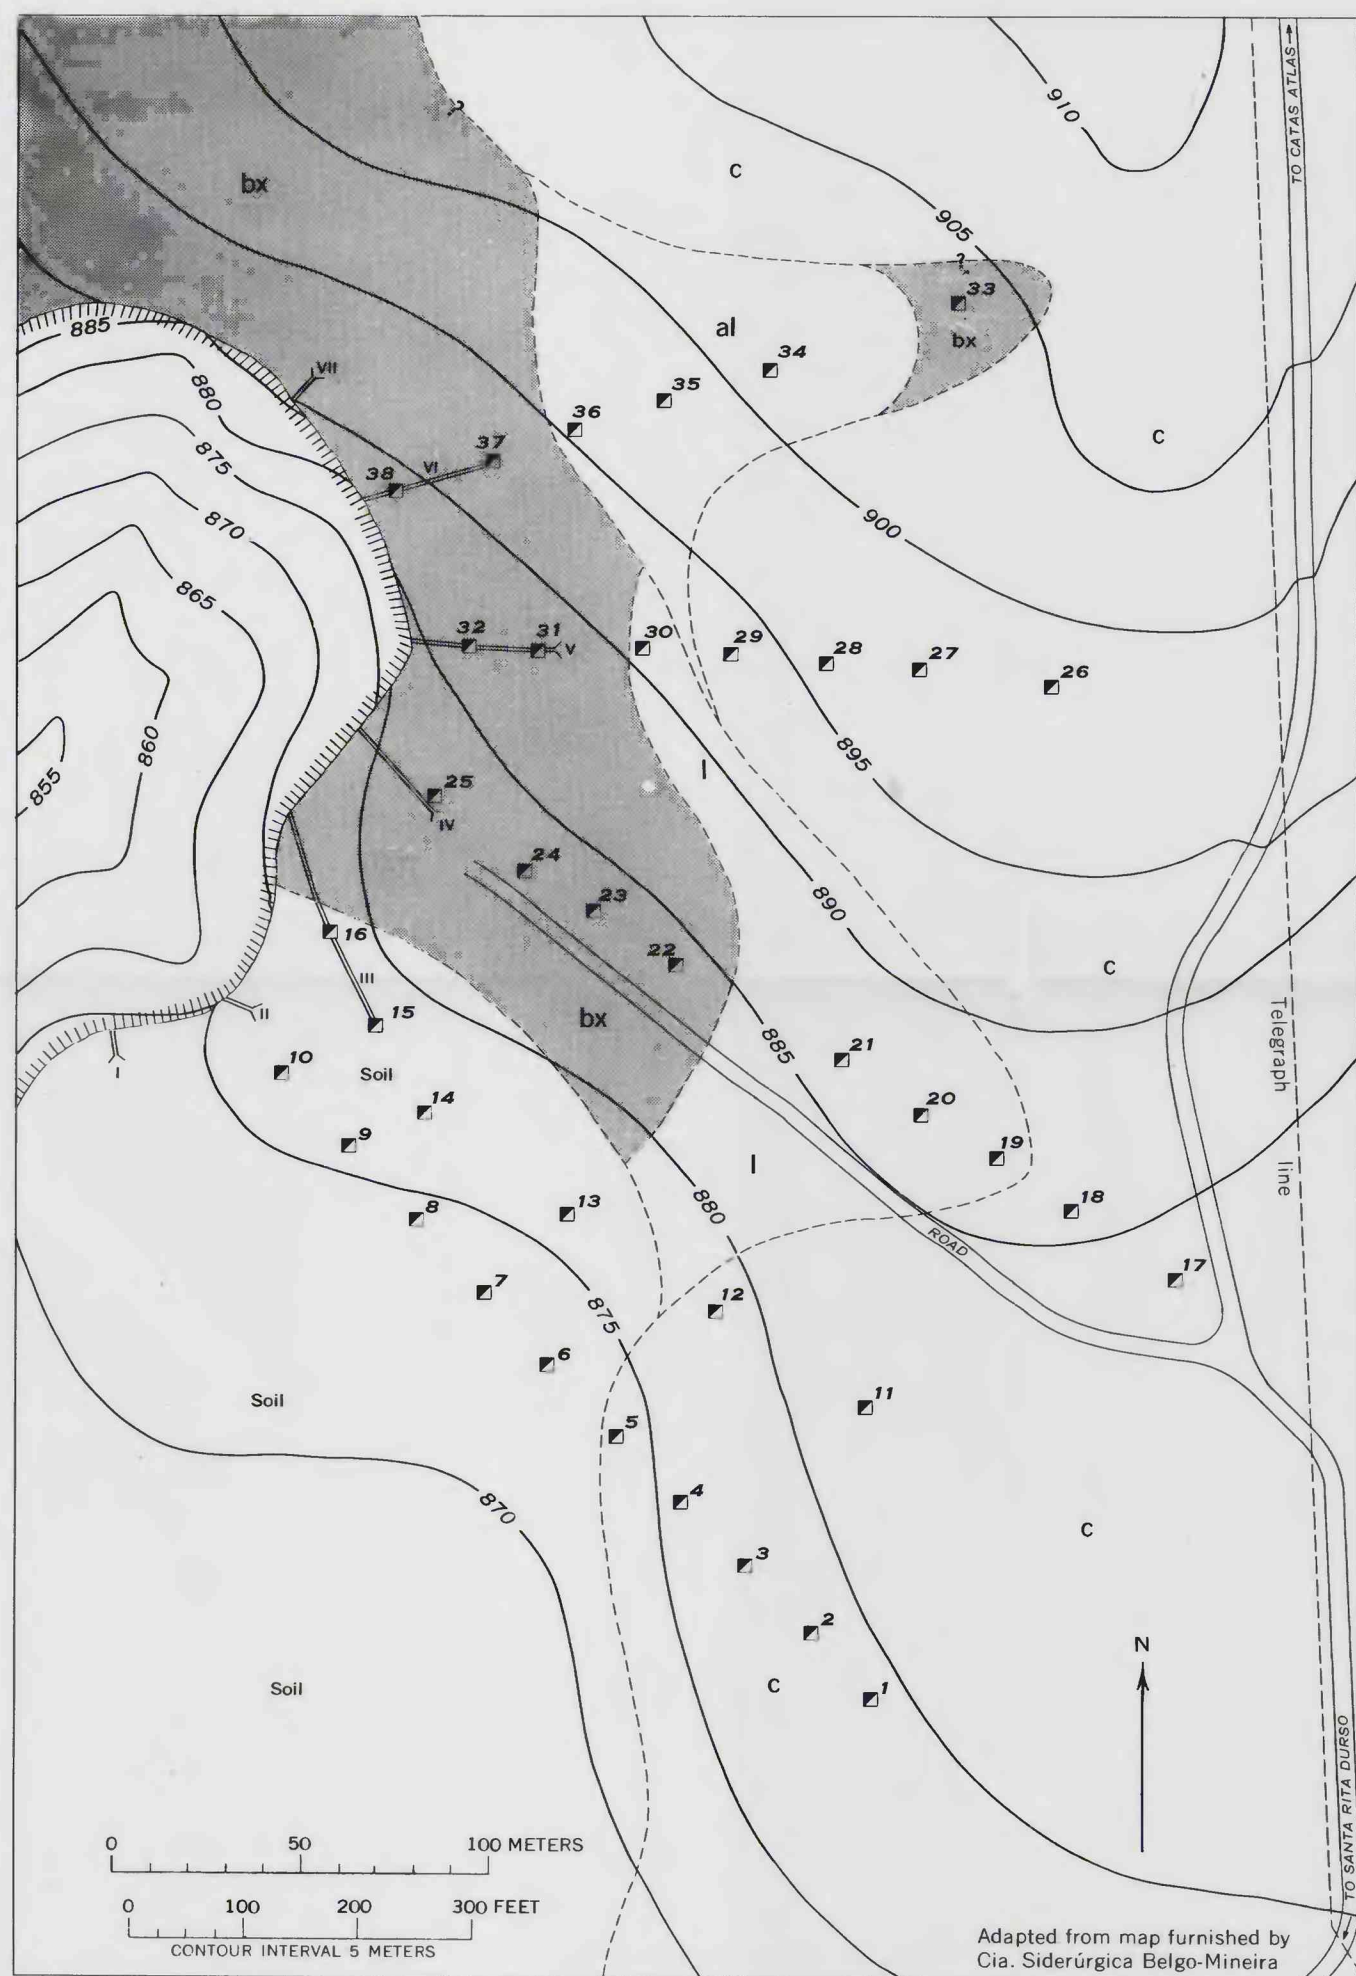 910
TO CATAS ATLAS
?
bx
c
905
?
33
bx
al
34
885
VII
35
880
36
c
37
VI
38
875
900
870
865
32
31
V
30
29
28
27
26
860
895
855
l
25
IV
24
890
23
22
c
16
III
Telegraph line
II
bx
15
885
21
I
10
Soil
14
20
9
19
l
880
8
13
18
ROAD
17
7
12
875
6
Soil
11
5
4
870
c
3
2
N
Soil
c
1
TO SANTA RITA DURSO
0 50 100 METERS
0 100 200 300 FEET
CONTOUR INTERVAL 5 METERS
Adapted from map furnished by
Cia. Siderúrgica Belgo-Mineira